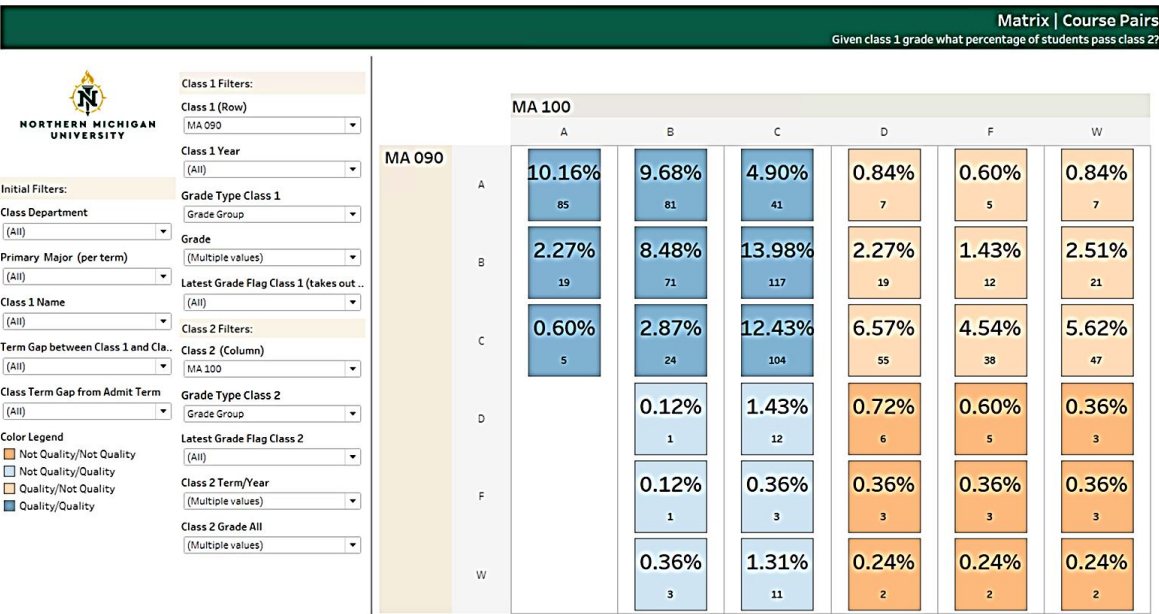 Matrix | Course Pairs
Given class 1 grade what percentage of students pass class 2?
N
NORTHERN MICHIGAN
UNIVERSITY
Initial Filters:
Class Department
(All)
Primary Major (per term)
(All)
Class 1 Name
(All)
Term Gap between Class 1 and Cla..
(All)
Class Term Gap from Admit Term
(All)
Color Legend
Not Quality/Not Quality
Not Quality/Quality
Quality/Not Quality
Quality/Quality
Class 1 Filters:
Class 1 (Row)
MA 090
Class 1 Year
(All)
Grade Type Class 1
Grade Group
Grade
(Multiple values)
Latest Grade Flag Class 1 (takes out ..
(All)
Class 2 Filters:
Class 2 (Column)
MA 100
Grade Type Class 2
Grade Group
Latest Grade Flag Class 2
(All)
Class 2 Term/Year
(Multiple values)
Class 2 Grade All
(Multiple values)
MA 100
A B C D F W
MA 090
A 10.16% 9.68% 4.90% 0.84% 0.60% 0.84%
85 81 41 7 5 7
B 2.27% 8.48% 13.98% 2.27% 1.43% 2.51%
19 71 117 19 12 21
C 0.60% 2.87% 12.43% 6.57% 4.54% 5.62%
5 24 104 55 38 47
D 0.12% 1.43% 0.72% 0.60% 0.36%
1 12 6 5 3
F 0.12% 0.36% 0.36% 0.36% 0.36%
1 3 3 3 3
W 0.36% 1.31% 0.24% 0.24% 0.24%
3 11 2 2 2